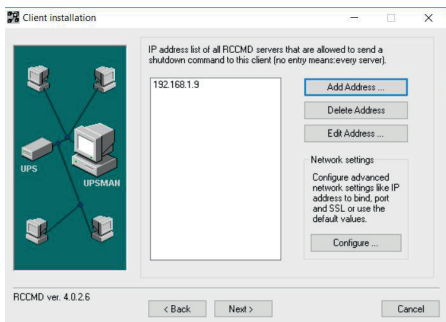 Client installation
IP address list of all RCCMD servers that are allowed to send a
shutdown command to this client (no entry means:every server).
192.168.1.9
Add Address ...
Delete Address
Edit Address ...
Network settings
Configure advanced
network settings like IP
address to bind, port
and SSL or use the
default values.
Configure ...
UPS
UPSMAN
RCCMD ver. 4.0.2.6
< Back
Next >
Cancel